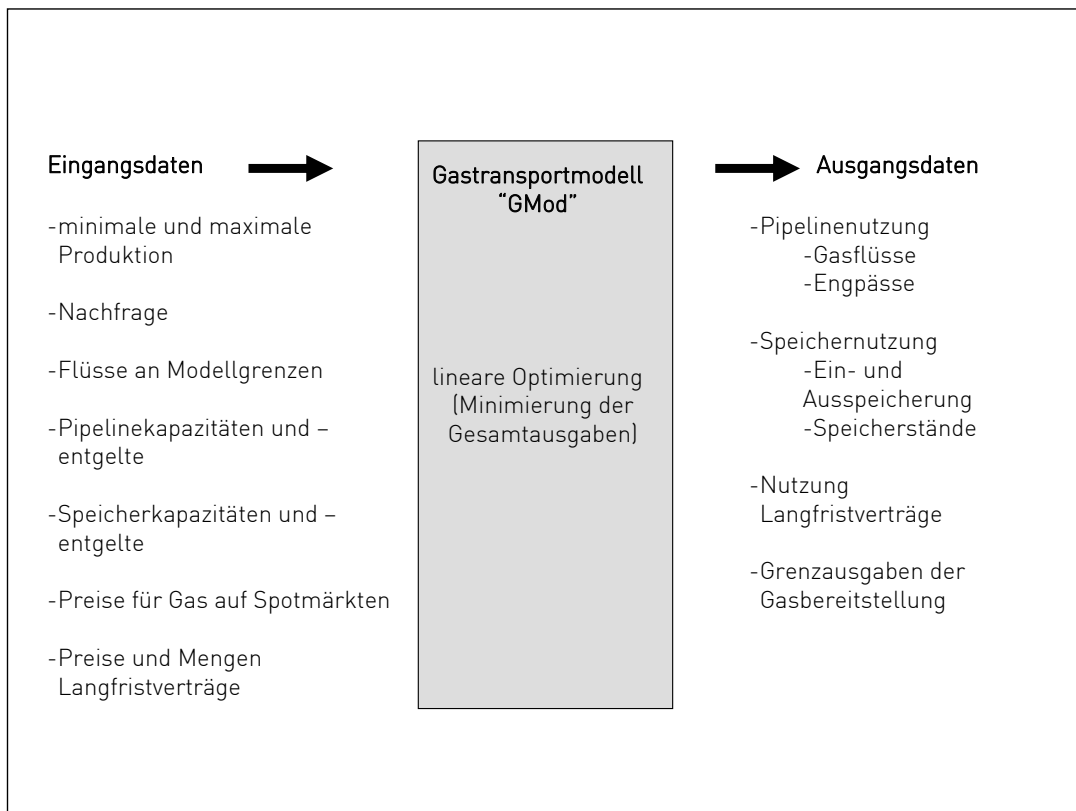 Eingangsdaten
-minimale und maximale
Produktion
-Nachfrage
-Flüsse an Modellgrenzen
-Pipelinekapazitäten und –
entgelte
-Speicherkapazitäten und –
entgelte
-Preise für Gas auf Spotmärkten
-Preise und Mengen
Langfristverträge
Gastransportmodell
“GMod”
lineare Optimierung
(Minimierung der
Gesamtausgaben)
Ausgangsdaten
-Pipelinenutzung
-Gasflüsse
-Engpässe
-Speichernutzung
-Ein- und
Ausspeicherung
-Speicherstände
-Nutzung
Langfristverträge
-Grenzausgaben der
Gasbereitstellung